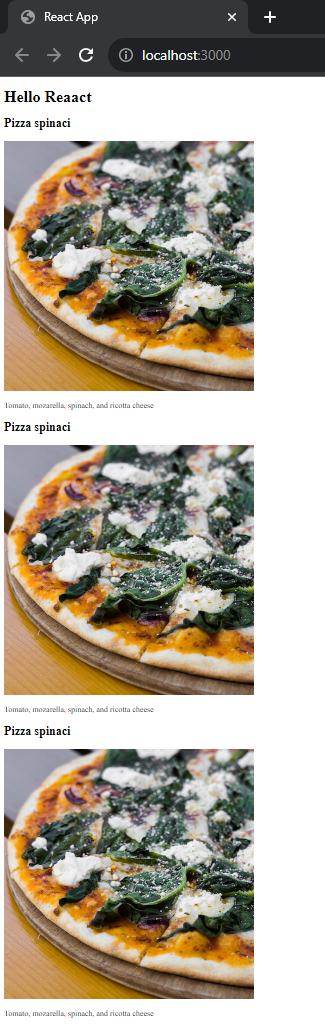 React App
localhost:3000
Hello Reaact
Pizza spinaci
Tomato, mozarella, spinach, and ricotta cheese
Pizza spinaci
Tomato, mozarella, spinach, and ricotta cheese
Pizza spinaci
Tomato, mozarella, spinach, and ricotta cheese